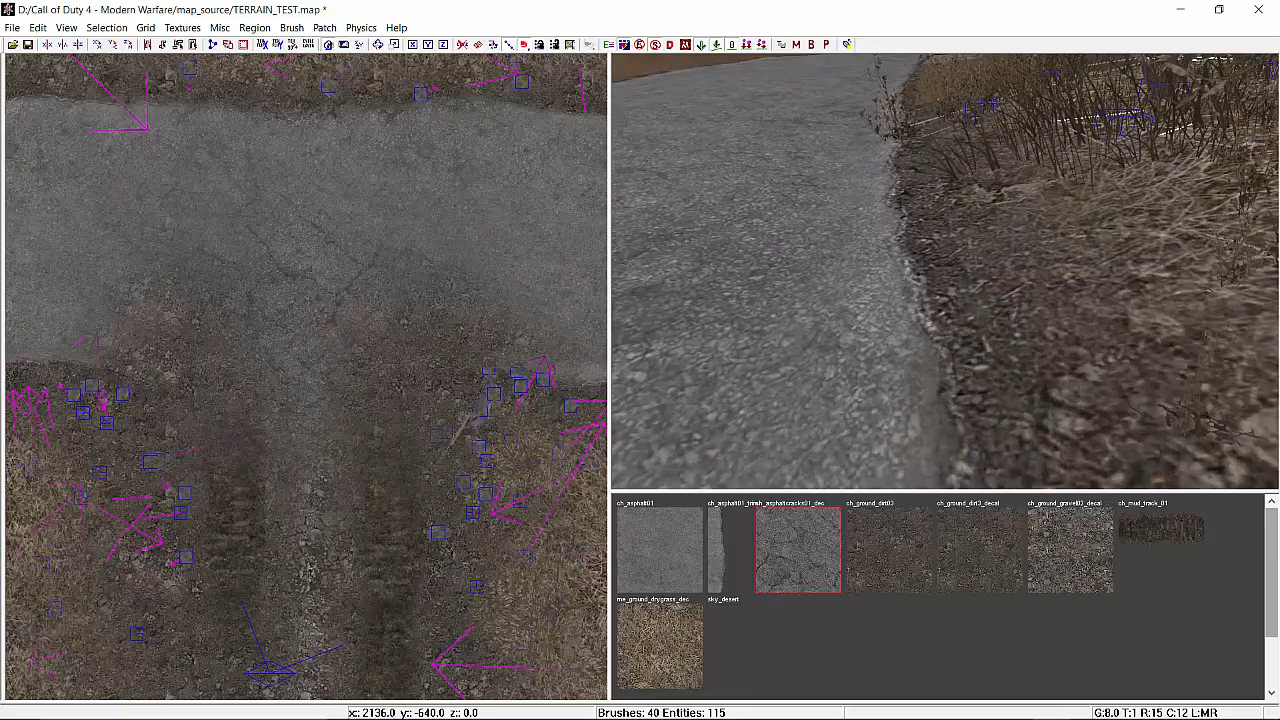 D:/Call of Duty 4 - Modern Warfare/map_source/TERRAIN_TEST.map *
File Edit View Selection Grid Textures Misc Region Brush Patch Physics Help
ch_asphalt01 ch_asphalt01_trim ch_asphaltcracks01_dec ch_ground_dirt03 ch_ground_dirt3_decal ch_ground_gravel02_decal ch_mud_track_01
me_ground_drygrass_dec sky_desert
x:: 2136.0 y:: -640.0 z:: 0.0 Brushes: 40 Entities: 115 G:8.0 T:1 R:15 C:12 L:MR